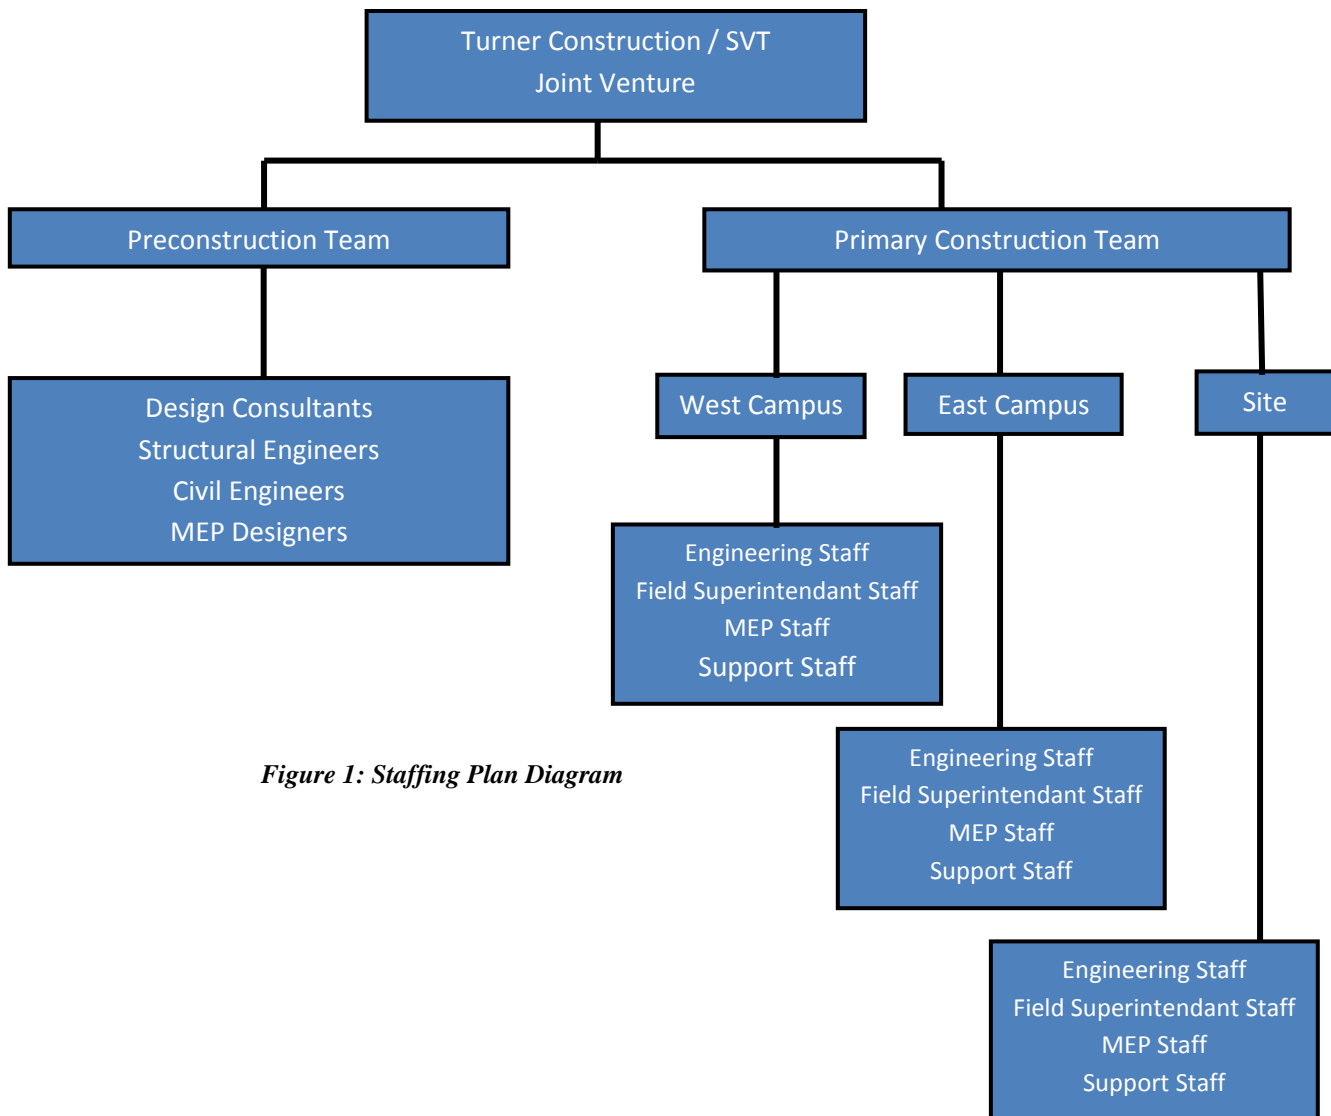 Turner Construction / SVT
Joint Venture
Preconstruction Team
Primary Construction Team
Design Consultants
Structural Engineers
Civil Engineers
MEP Designers
West Campus
East Campus
Site
Engineering Staff
Field Superintendant Staff
MEP Staff
Support Staff
Engineering Staff
Field Superintendant Staff
MEP Staff
Support Staff
Engineering Staff
Field Superintendant Staff
MEP Staff
Support Staff
Figure 1: Staffing Plan Diagram